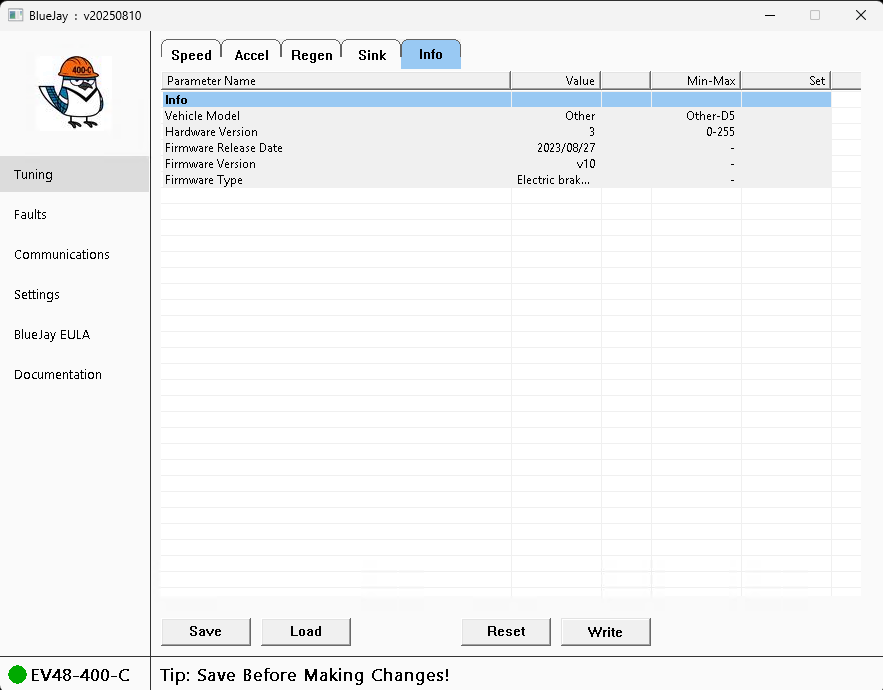 BlueJay : v20250810
400-C
Speed Accel Regen Sink Info
Parameter Name Value Min-Max Set
Info
Vehicle Model Other Other-D5
Hardware Version 3 0-255
Firmware Release Date 2023/08/27 -
Firmware Version v10 -
Firmware Type Electric brak... -
Tuning
Faults
Communications
Settings
BlueJay EULA
Documentation
Save Load Reset Write
EV48-400-C Tip: Save Before Making Changes!